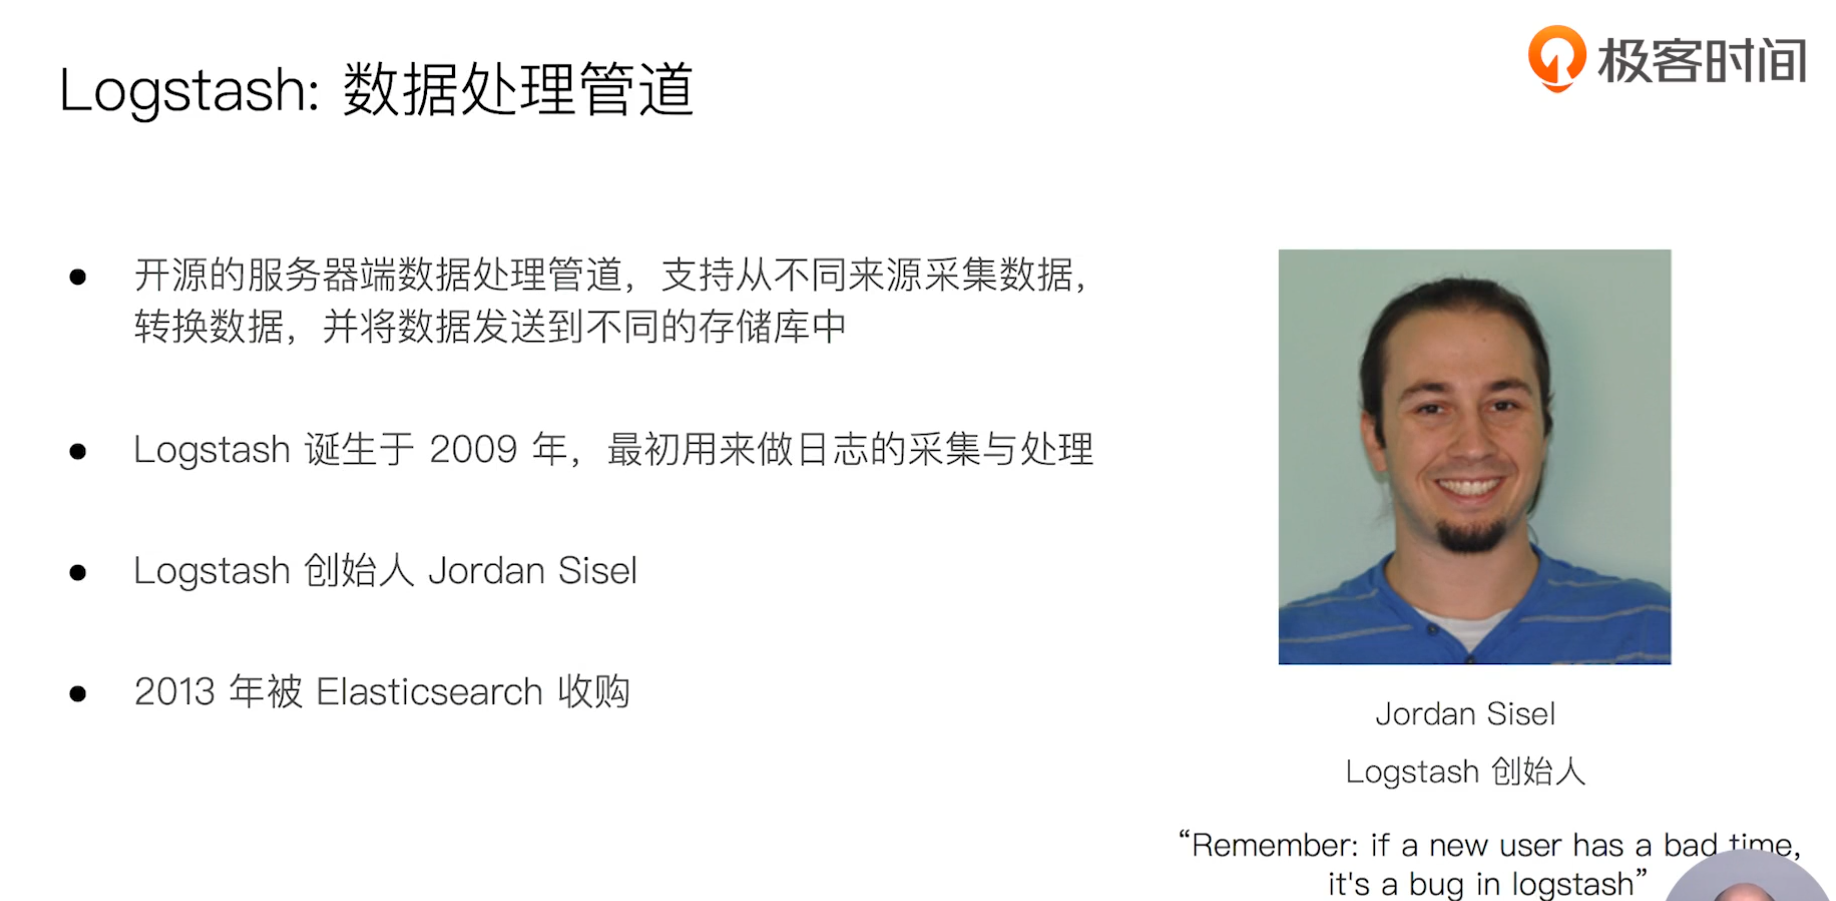 极客时间
Logstash: 数据处理管道
开源的服务器端数据处理管道，支持从不同来源采集数据，
转换数据，并将数据发送到不同的存储库中
Logstash 诞生于 2009 年，最初用来做日志的采集与处理
Logstash 创始人 Jordan Sisel
2013 年被 Elasticsearch 收购
Jordan Sisel
Logstash 创始人
“Remember: if a new user has a bad time,
it's a bug in logstash”